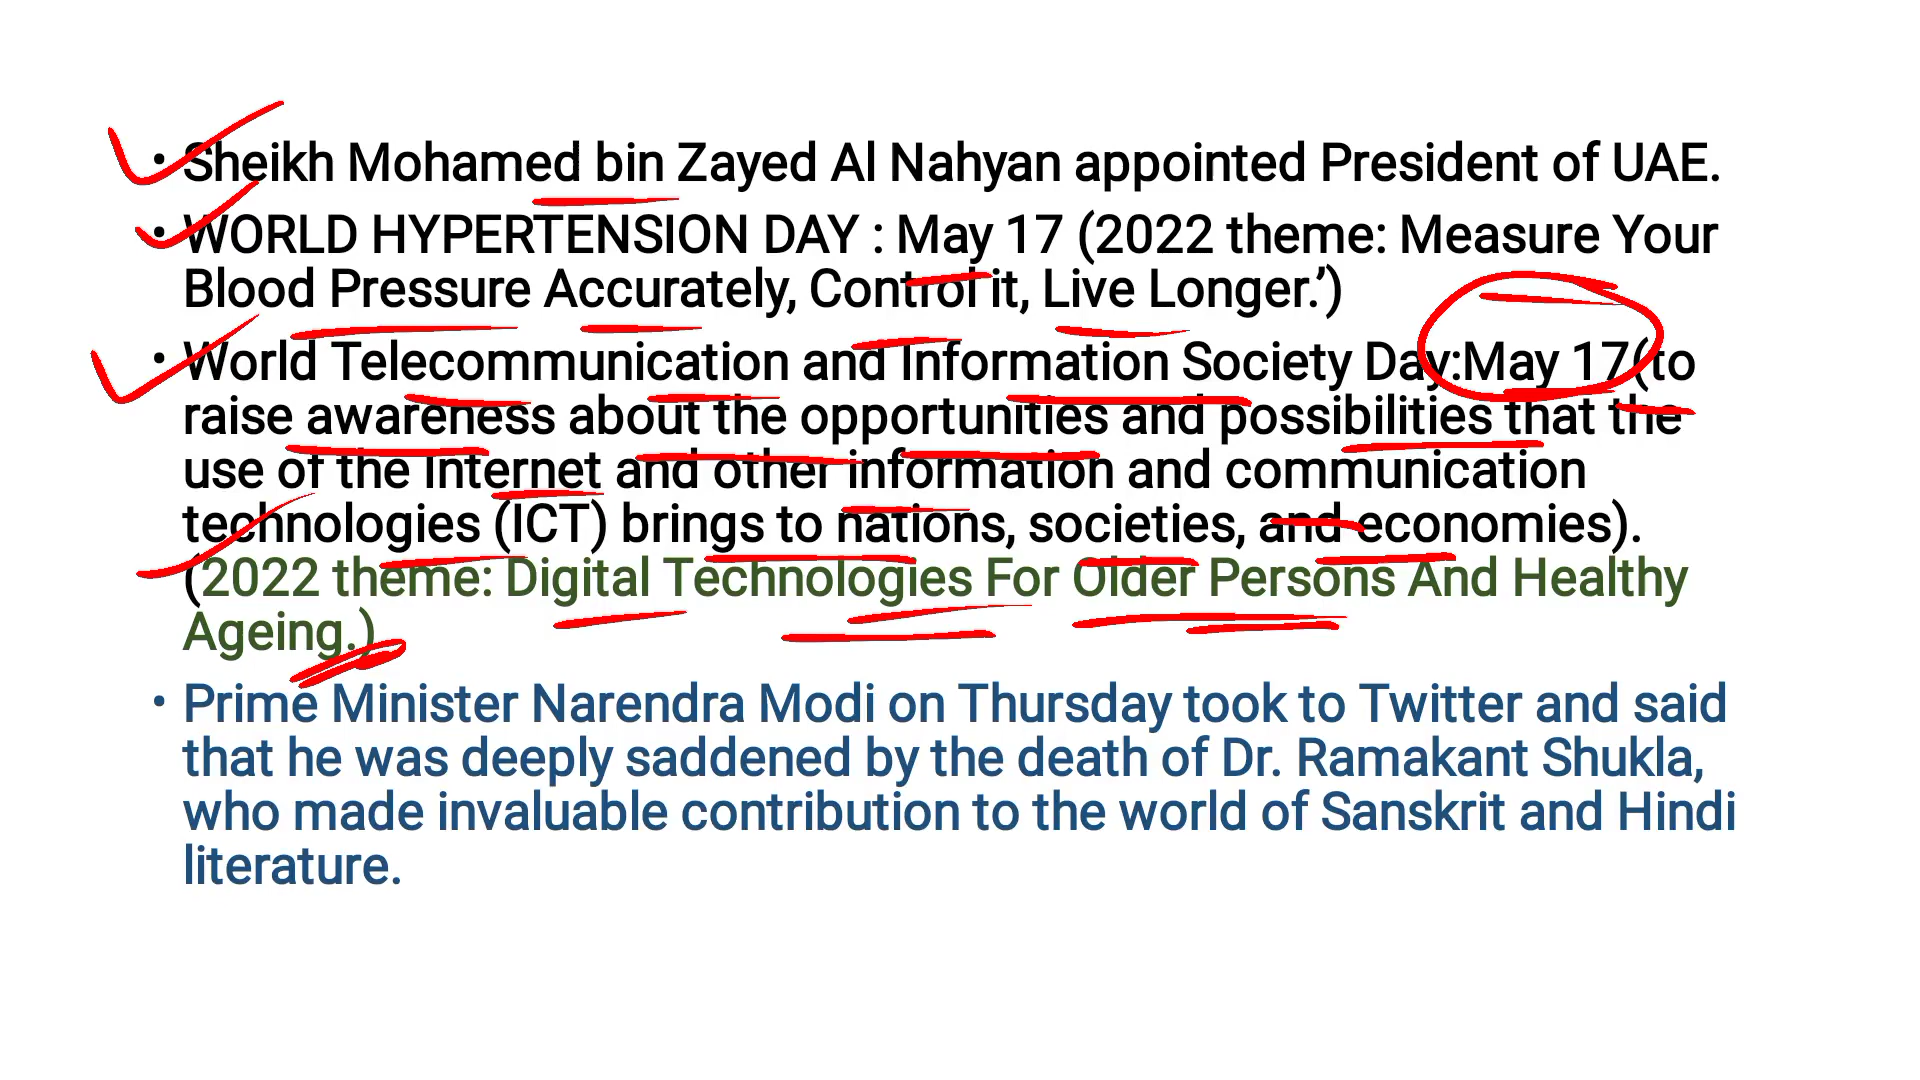 • Sheikh Mohamed bin Zayed Al Nahyan appointed President of UAE.
• WORLD HYPERTENSION DAY : May 17 (2022 theme: Measure Your
Blood Pressure Accurately, Control it, Live Longer.’)
• World Telecommunication and Information Society Day:May 17(to
raise awareness about the opportunities and possibilities that the
use of the Internet and other information and communication
technologies (ICT) brings to nations, societies, and economies).
(2022 theme: Digital Technologies For Older Persons And Healthy
Ageing.)
• Prime Minister Narendra Modi on Thursday took to Twitter and said
that he was deeply saddened by the death of Dr. Ramakant Shukla,
who made invaluable contribution to the world of Sanskrit and Hindi
literature.